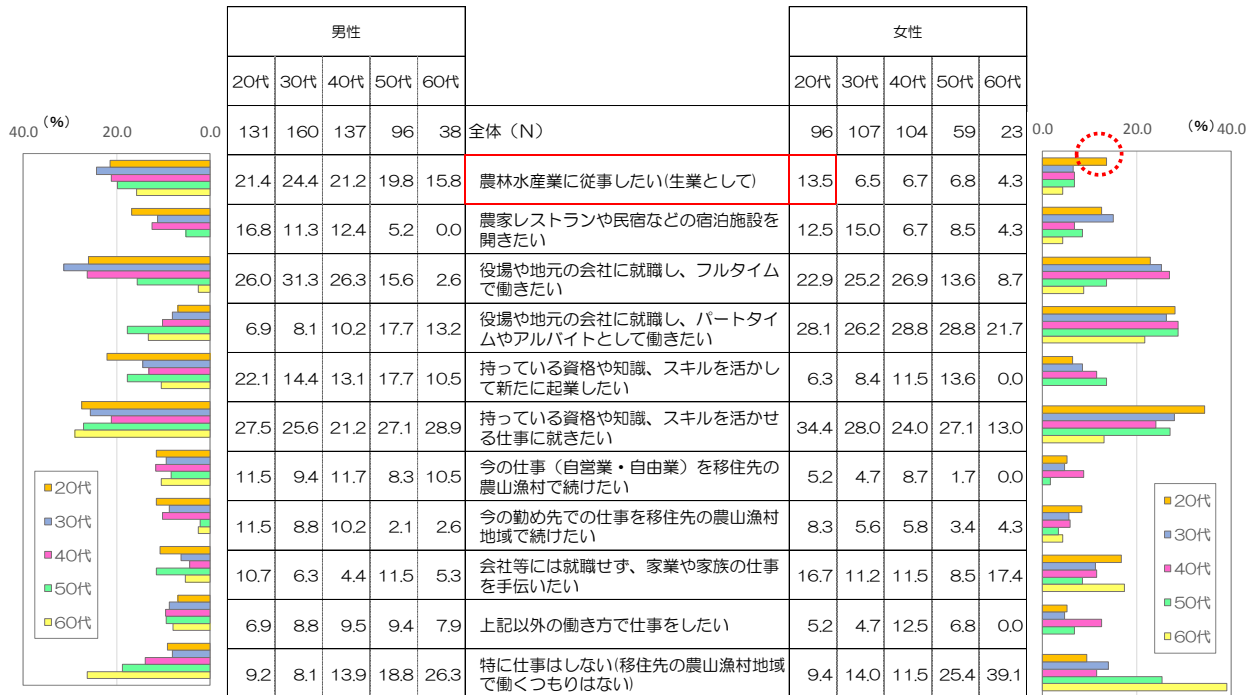 男性 女性
20代 30代 40代 50代 60代 20代 30代 40代 50代 60代
40.0 (%) 20.0 0.0 131 160 137 96 38 全体（N） 96 107 104 59 23 0.0 20.0 (%) 40.0
21.4 24.4 21.2 19.8 15.8 農林水産業に従事したい(生業として) 13.5 6.5 6.7 6.8 4.3
16.8 11.3 12.4 5.2 0.0 農家レストランや民宿などの宿泊施設を
開きたい 12.5 15.0 6.7 8.5 4.3
26.0 31.3 26.3 15.6 2.6 役場や地元の会社に就職し、フルタイム
で働きたい 22.9 25.2 26.9 13.6 8.7
6.9 8.1 10.2 17.7 13.2 役場や地元の会社に就職し、パートタイ
ムやアルバイトとして働きたい 28.1 26.2 28.8 28.8 21.7
22.1 14.4 13.1 17.7 10.5 持っている資格や知識、スキルを活かし
て新たに起業したい 6.3 8.4 11.5 13.6 0.0
27.5 25.6 21.2 27.1 28.9 持っている資格や知識、スキルを活かせ
る仕事に就きたい 34.4 28.0 24.0 27.1 13.0
11.5 9.4 11.7 8.3 10.5 今の仕事（自営業・自由業）を移住先の
農山漁村で続けたい 5.2 4.7 8.7 1.7 0.0
11.5 8.8 10.2 2.1 2.6 今の勤め先での仕事を移住先の農山漁村
地域で続けたい 8.3 5.6 5.8 3.4 4.3
10.7 6.3 4.4 11.5 5.3 会社等には就職せず、家業や家族の仕事
を手伝いたい 16.7 11.2 11.5 8.5 17.4
6.9 8.8 9.5 9.4 7.9 上記以外の働き方で仕事をしたい 5.2 4.7 12.5 6.8 0.0
9.2 8.1 13.9 18.8 26.3 特に仕事はしない(移住先の農山漁村地域
で働くつもりはない) 9.4 14.0 11.5 25.4 39.1
20代
30代
40代
50代
60代
20代
30代
40代
50代
60代